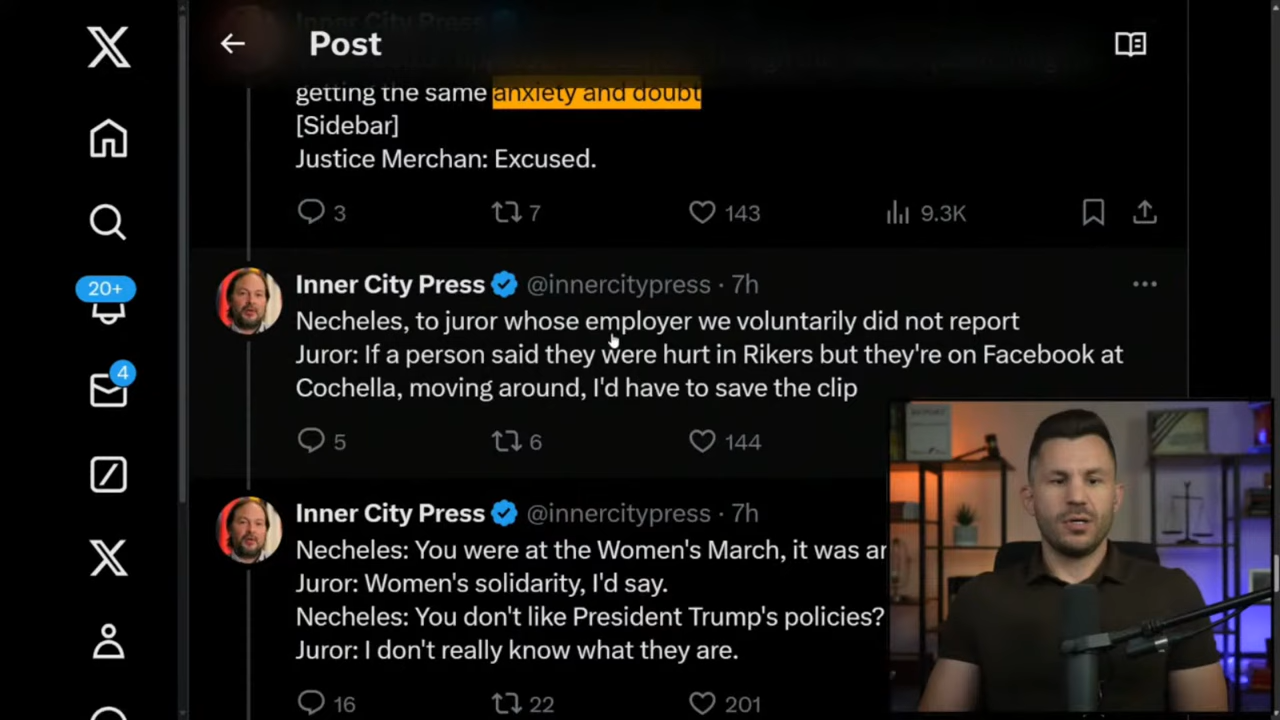 Inner City Press
Post
getting the same anxiety and doubt
[Sidebar]
Justice Merchan: Excused.
3
7
143
9.3K
20+
Inner City Press @innercitypress · 7h
Necheles, to juror whose employer we voluntarily did not report
Juror: If a person said they were hurt in Rikers but they're on Facebook at
Cochella, moving around, I'd have to save the clip
4
5
6
144
Inner City Press @innercitypress · 7h
Necheles: You were at the Women's March, it was an
Juror: Women's solidarity, I'd say.
Necheles: You don't like President Trump's policies?
Juror: I don't really know what they are.
16
22
201